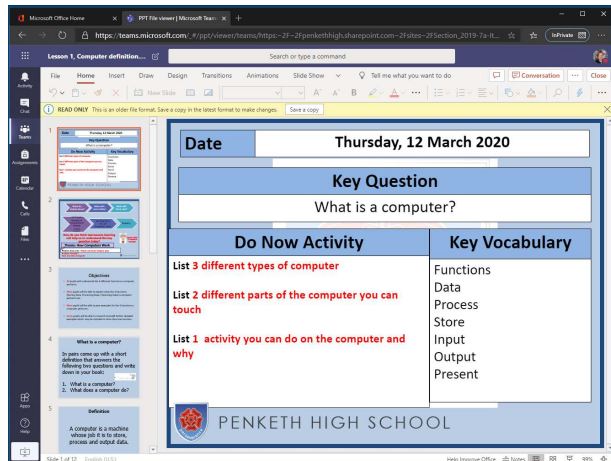 Microsoft Office Home
PPT File viewer | Microsoft Team
https://teams.microsoft.com/_#/ppt/viewer/teams/https:~2F~2Fpenkethhigh.sharepoint.com~2Fsites~2FSection_2019-7a-It...
InPrivate
Lesson 1, Computer definition....
Search or type a command
File Home Insert Draw Design Transitions Animations Slide Show Tell me what you want to do Conversation Close
New Slide
READ ONLY This is an older file format. Save a copy in the latest format to make changes. Save a copy
Activity
Chat
Teams
Assignments
Calendar
Calls
Files
Apps
Help
1
2
3
Objectives
4
What is a computer?
In pairs come up with a short
definition that answers the
following two questions and write
down in your book:
1. What is a computer?
2. What does a computer do?
5
Definition
A computer is a machine
whose job it is to store,
process and output data.
Date Thursday, 12 March 2020
Key Question
What is a computer?
Do Now Activity
List 3 different types of computer
List 2 different parts of the computer you can
touch
List 1 activity you can do on the computer and
why
Key Vocabulary
Functions
Data
Process
Store
Input
Output
Present
PENKETH HIGH SCHOOL
Slide 1 of 12 English (U.S.)
Help Improve Office Notes 89%